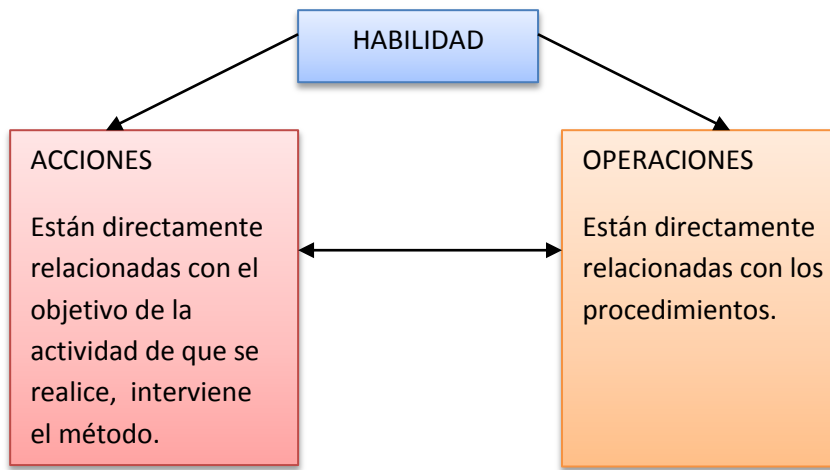 HABILIDAD
ACCIONES
Están directamente
relacionadas con el
objetivo de la
actividad de que se
realice, interviene
el método.
OPERACIONES
Están directamente
relacionadas con los
procedimientos.